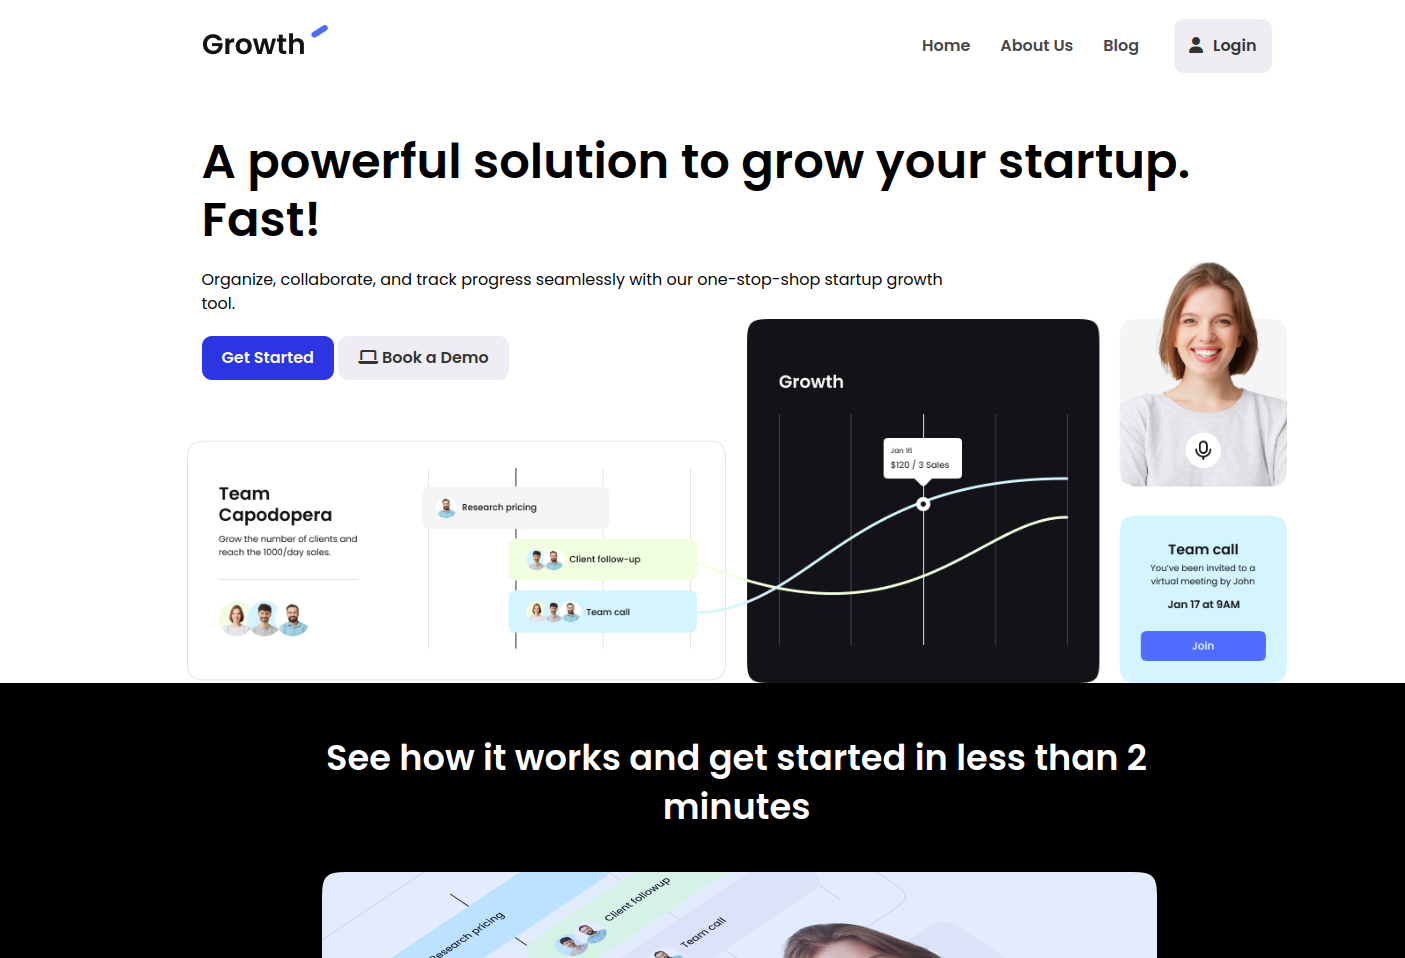 Growth
Home
About Us
Blog
Login
A powerful solution to grow your startup.
Fast!
Organize, collaborate, and track progress seamlessly with our one-stop-shop startup growth
tool.
Get Started
Book a Demo
Team
Capodopera
Grow the number of clients and
reach the 1000/day sales.
Research pricing
Client follow-up
Team call
Growth
Jan 16
$120 / 3 Sales
Team call
You've been invited to a
virtual meeting by John
Jan 17 at 9AM
Join
See how it works and get started in less than 2
minutes
Research pricing
Client followup
Team call